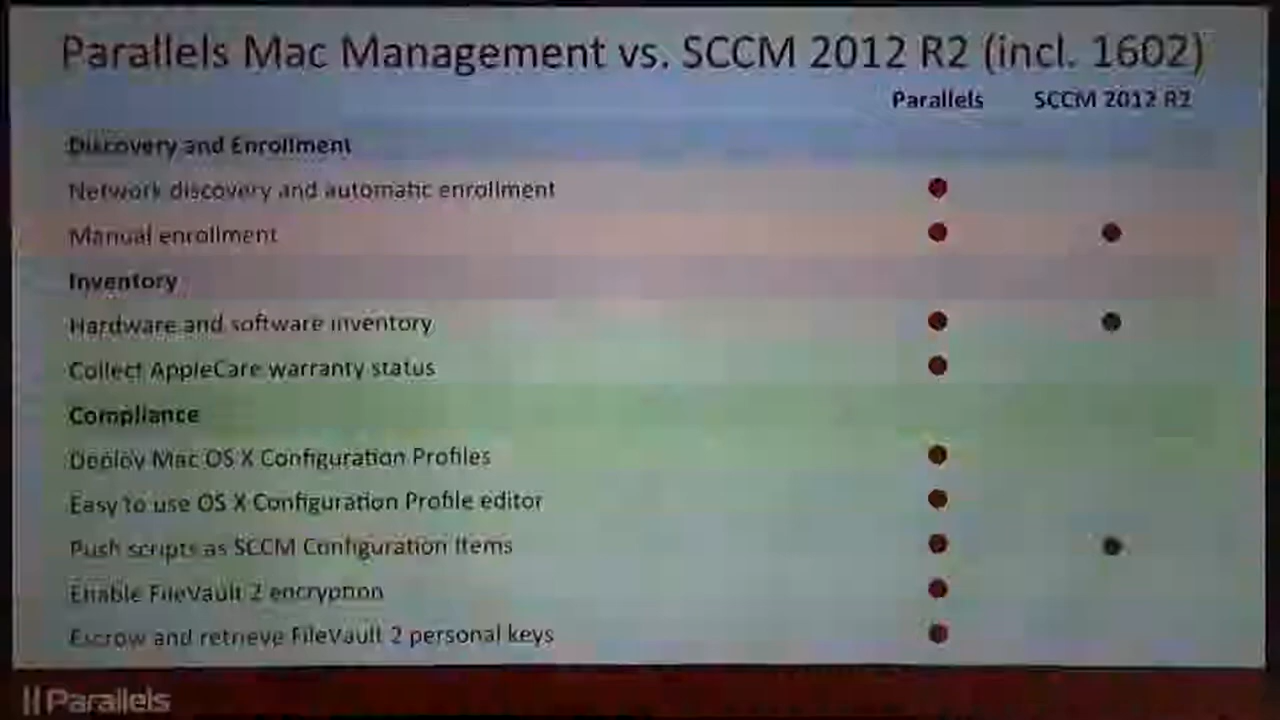 Parallels Mac Management vs. SCCM 2012 R2 (incl. 1602)
Parallels SCCM 2012 R2
Discovery and Enrollment
Network discovery and automatic enrollment
Manual enrollment
Inventory
Hardware and software inventory
Collect AppleCare warranty status
Compliance
Deploy Mac OS X Configuration Profiles
Easy to use OS X Configuration Profile editor
Push scripts as SCCM Configuration Items
Enable FileVault 2 encryption
Escrow and retrieve FileVault 2 personal keys
Parallels